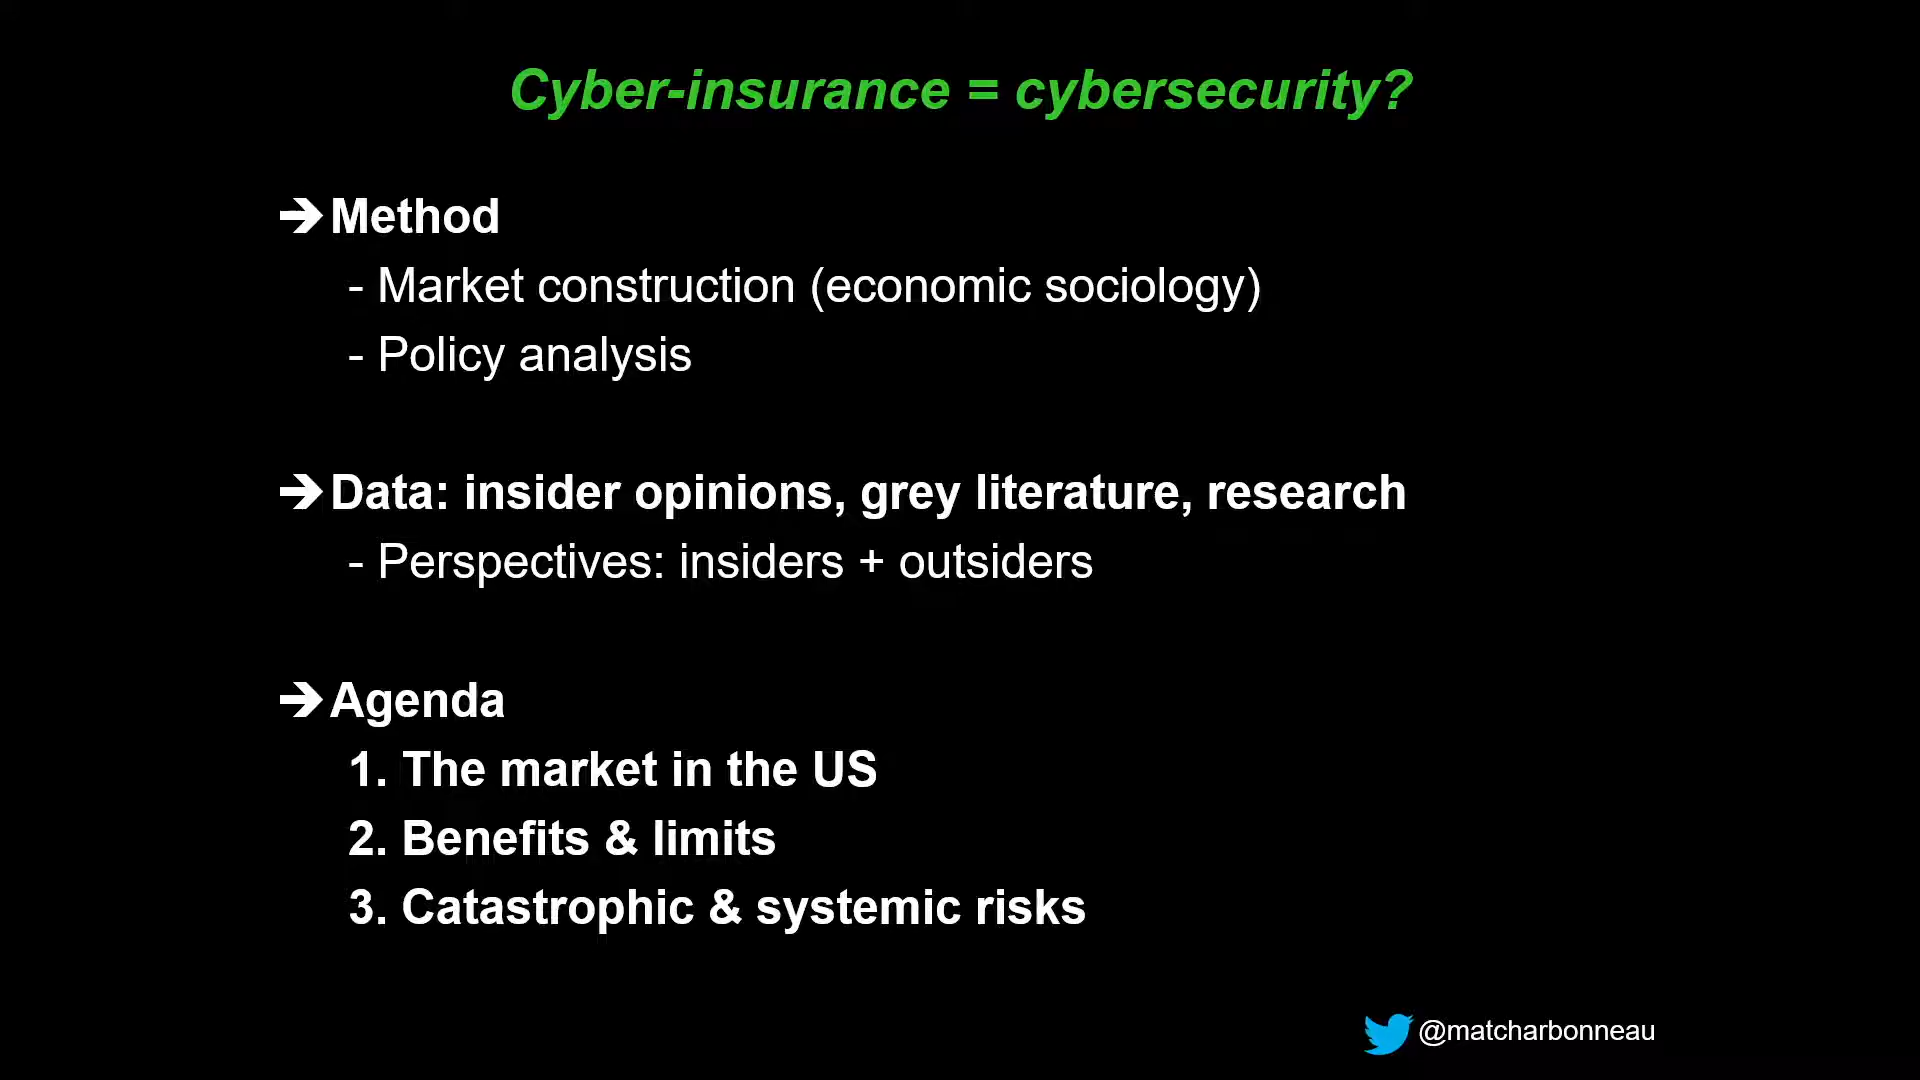 Cyber-insurance = cybersecurity?
➔ Method
- Market construction (economic sociology)
- Policy analysis
➔ Data: insider opinions, grey literature, research
- Perspectives: insiders + outsiders
➔ Agenda
1. The market in the US
2. Benefits & limits
3. Catastrophic & systemic risks
@matcharbonneau